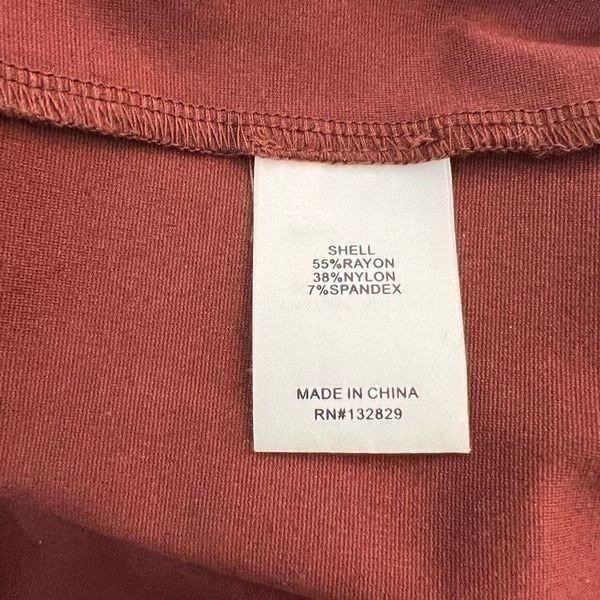 SHELL
55%RAYON
38%NYLON
7%SPANDEX
MADE IN CHINA
RN#132829